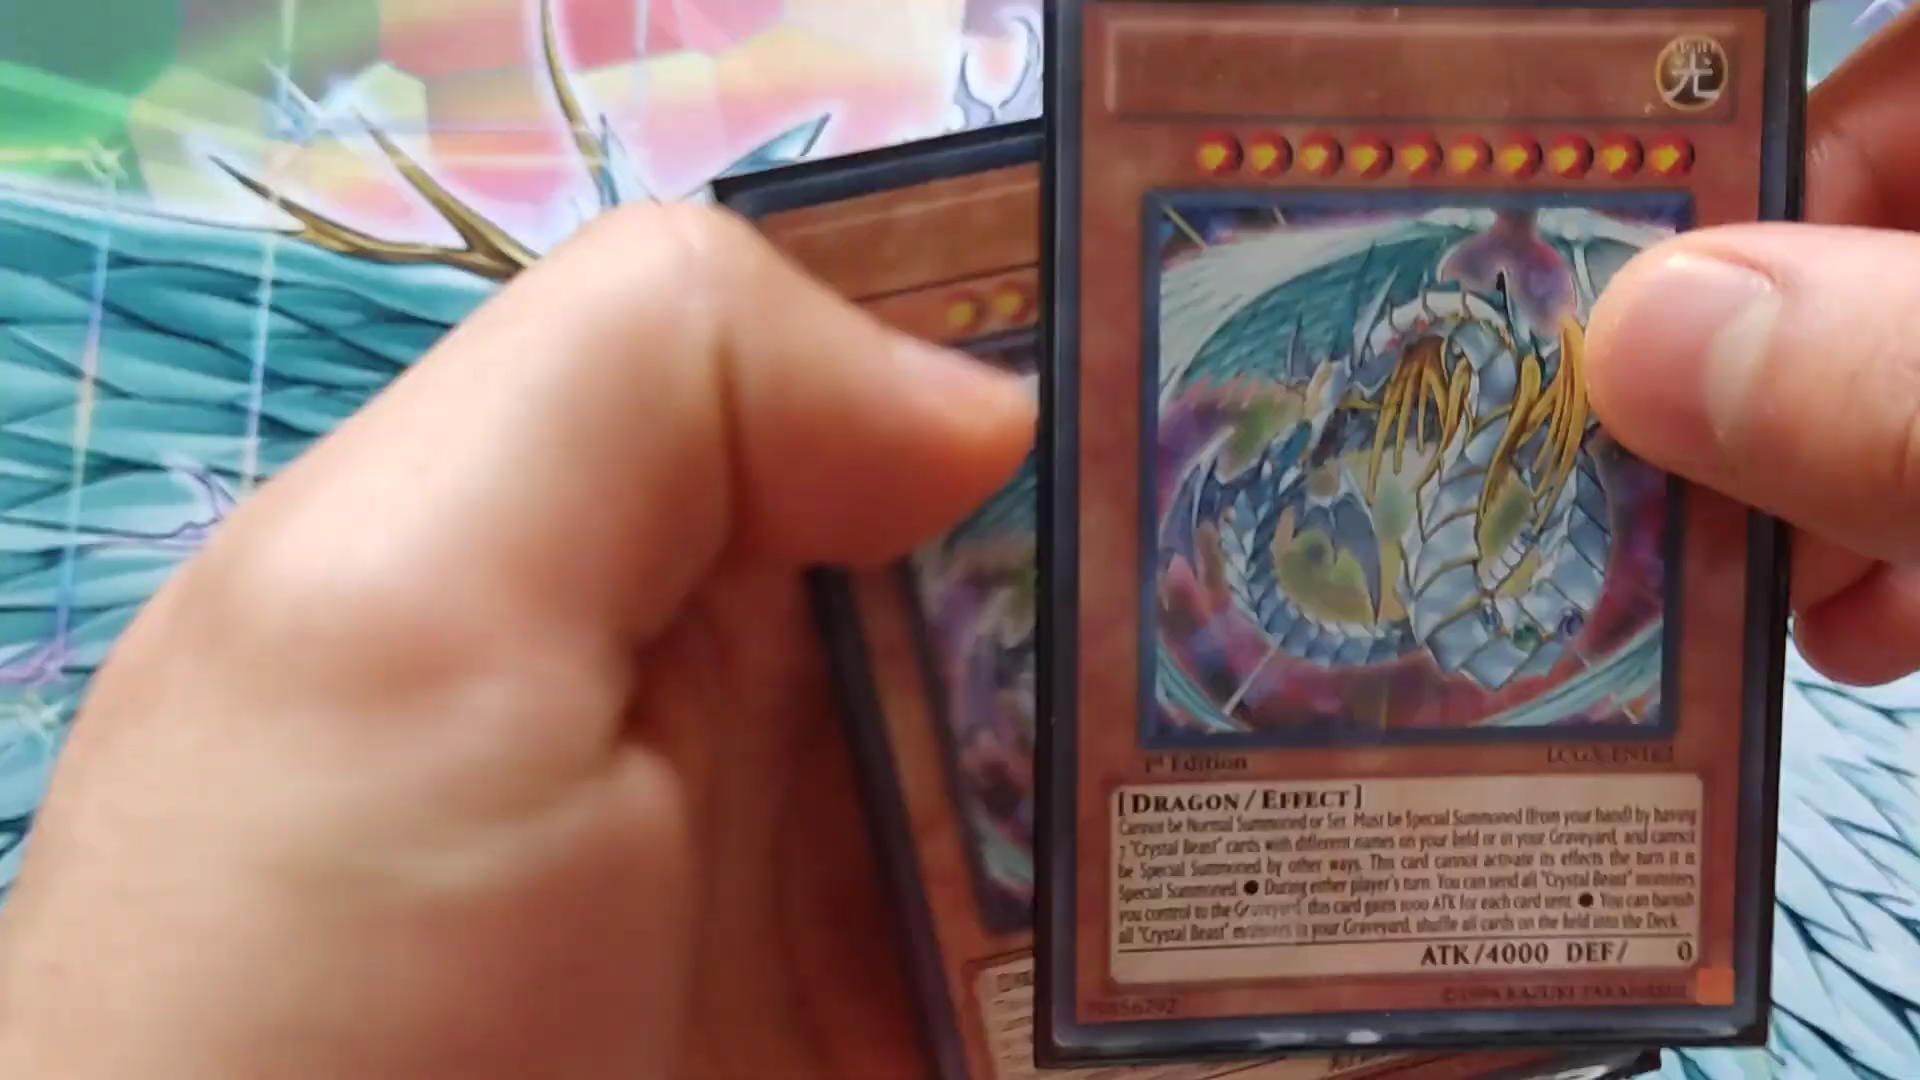 LIGHT
光
1st Edition
LCGX-EN162
[DRAGON/EFFECT]
Cannot be Normal Summoned or Set. Must be Special Summoned (from your hand) by having
7 "Crystal Beast" cards with different names on your field or in your Graveyard, and cannot
be Special Summoned by other ways. This card cannot activate its effects the turn it is
Special Summoned. ● During either player's turn: You can send all "Crystal Beast" monsters
you control to the Graveyard; this card gains 1000 ATK for each card sent. ● You can banish
all "Crystal Beast" monsters in your Graveyard; shuffle all cards on the field into the Deck.
ATK/4000 DEF/ 0
©1996 KAZUKI TAKAHASHI